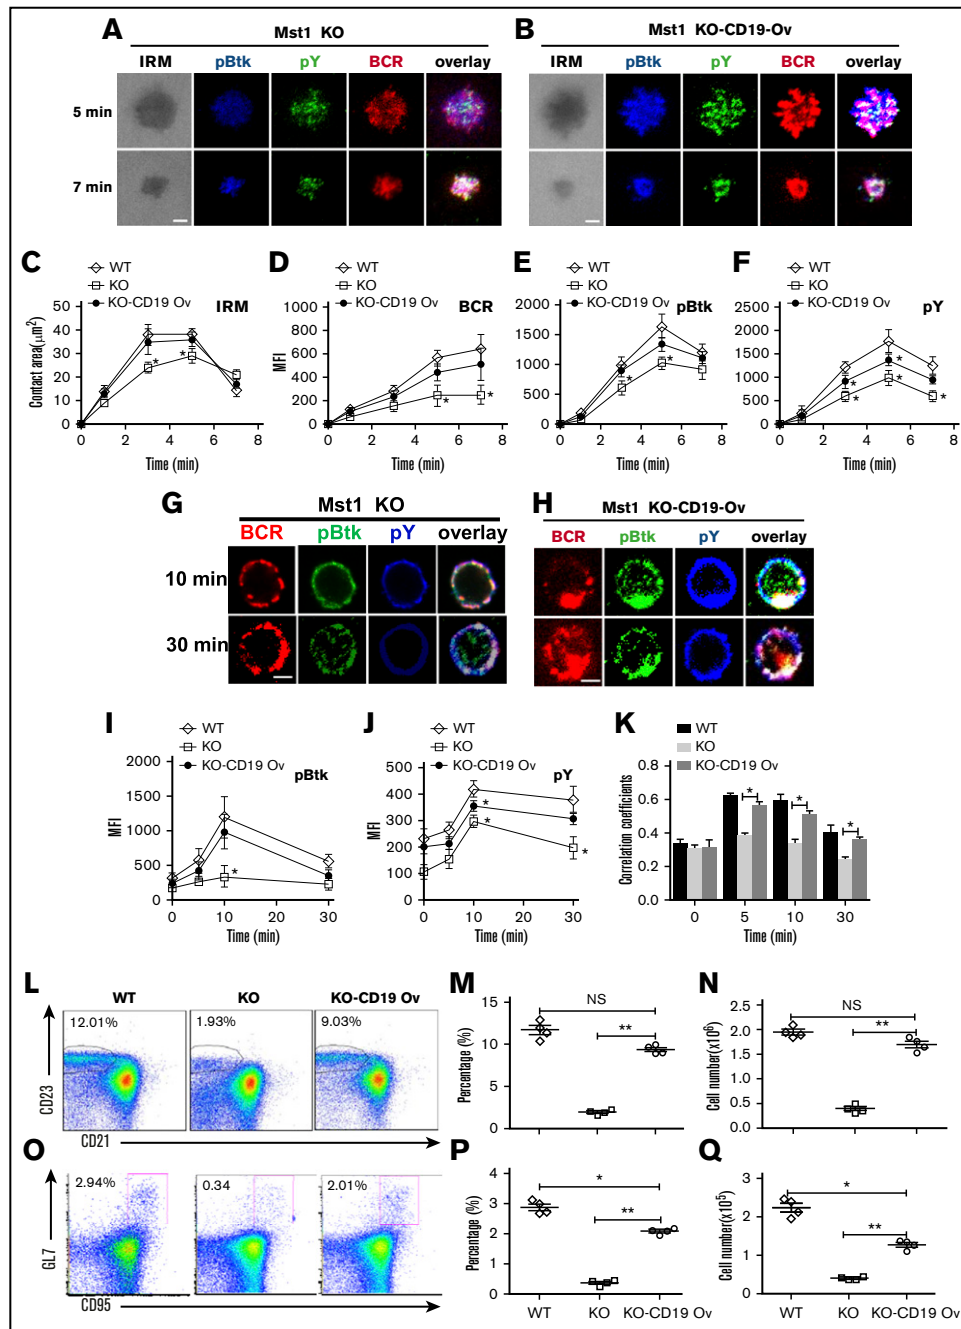 A
Mst1 KO
IRM pBtk pY BCR overlay
5 min
7 min
B
Mst1 KO-CD19-Ov
IRM pBtk pY BCR overlay
C
WT
KO
KO-CD19 Ov
IRM
50
40
30
20
10
0
Contact area(μm²)
*
*
0 2 4 6 8
Time (min)
D
WT
KO
KO-CD19 Ov
BCR
1000
800
600
400
200
0
MFI
*
*
0 2 4 6 8
Time (min)
E
WT
KO
KO-CD19 Ov
pBtk
2000
1500
1000
500
0
*
*
0 2 4 6 8
Time (min)
F
WT
KO
KO-CD19 Ov
pY
2500
2000
1500
1000
500
0
*
*
*
*
*
0 2 4 6 8
Time (min)
G
Mst1 KO
BCR pBtk pY overlay
10 min
30 min
H
Mst1 KO-CD19-Ov
BCR pBtk pY overlay
I
WT
KO
KO-CD19 Ov
pBtk
2000
1500
1000
500
0
MFI
*
0 10 20 30
Time (min)
J
WT
KO
KO-CD19 Ov
pY
500
400
300
200
100
0
MFI
*
*
*
0 10 20 30
Time (min)
K
WT
KO
KO-CD19 Ov
0.8
0.6
0.4
0.2
0.0
Correlation coefficients
*
*
*
0 5 10 30
Time (min)
L
WT KO KO-CD19 Ov
12.01% 1.93% 9.03%
CD23
CD21
M
15
10
5
0
Percentage (%)
NS
**
N
2.5
2.0
1.5
1.0
0.5
0
Cell number(x10⁶)
NS
**
O
2.94% 0.34 2.01%
GL7
CD95
P
4
3
2
1
0
Percentage (%)
*
**
WT KO KO-CD19 Ov
Q
3
2
1
0
Cell number(x10⁵)
*
**
WT KO KO-CD19 Ov